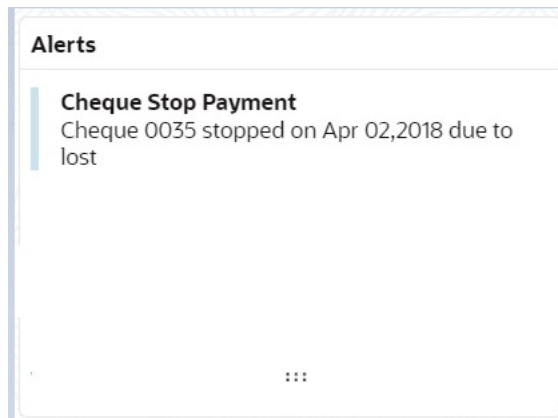 Alerts
Cheque Stop Payment
Cheque 0035 stopped on Apr 02,2018 due to
lost